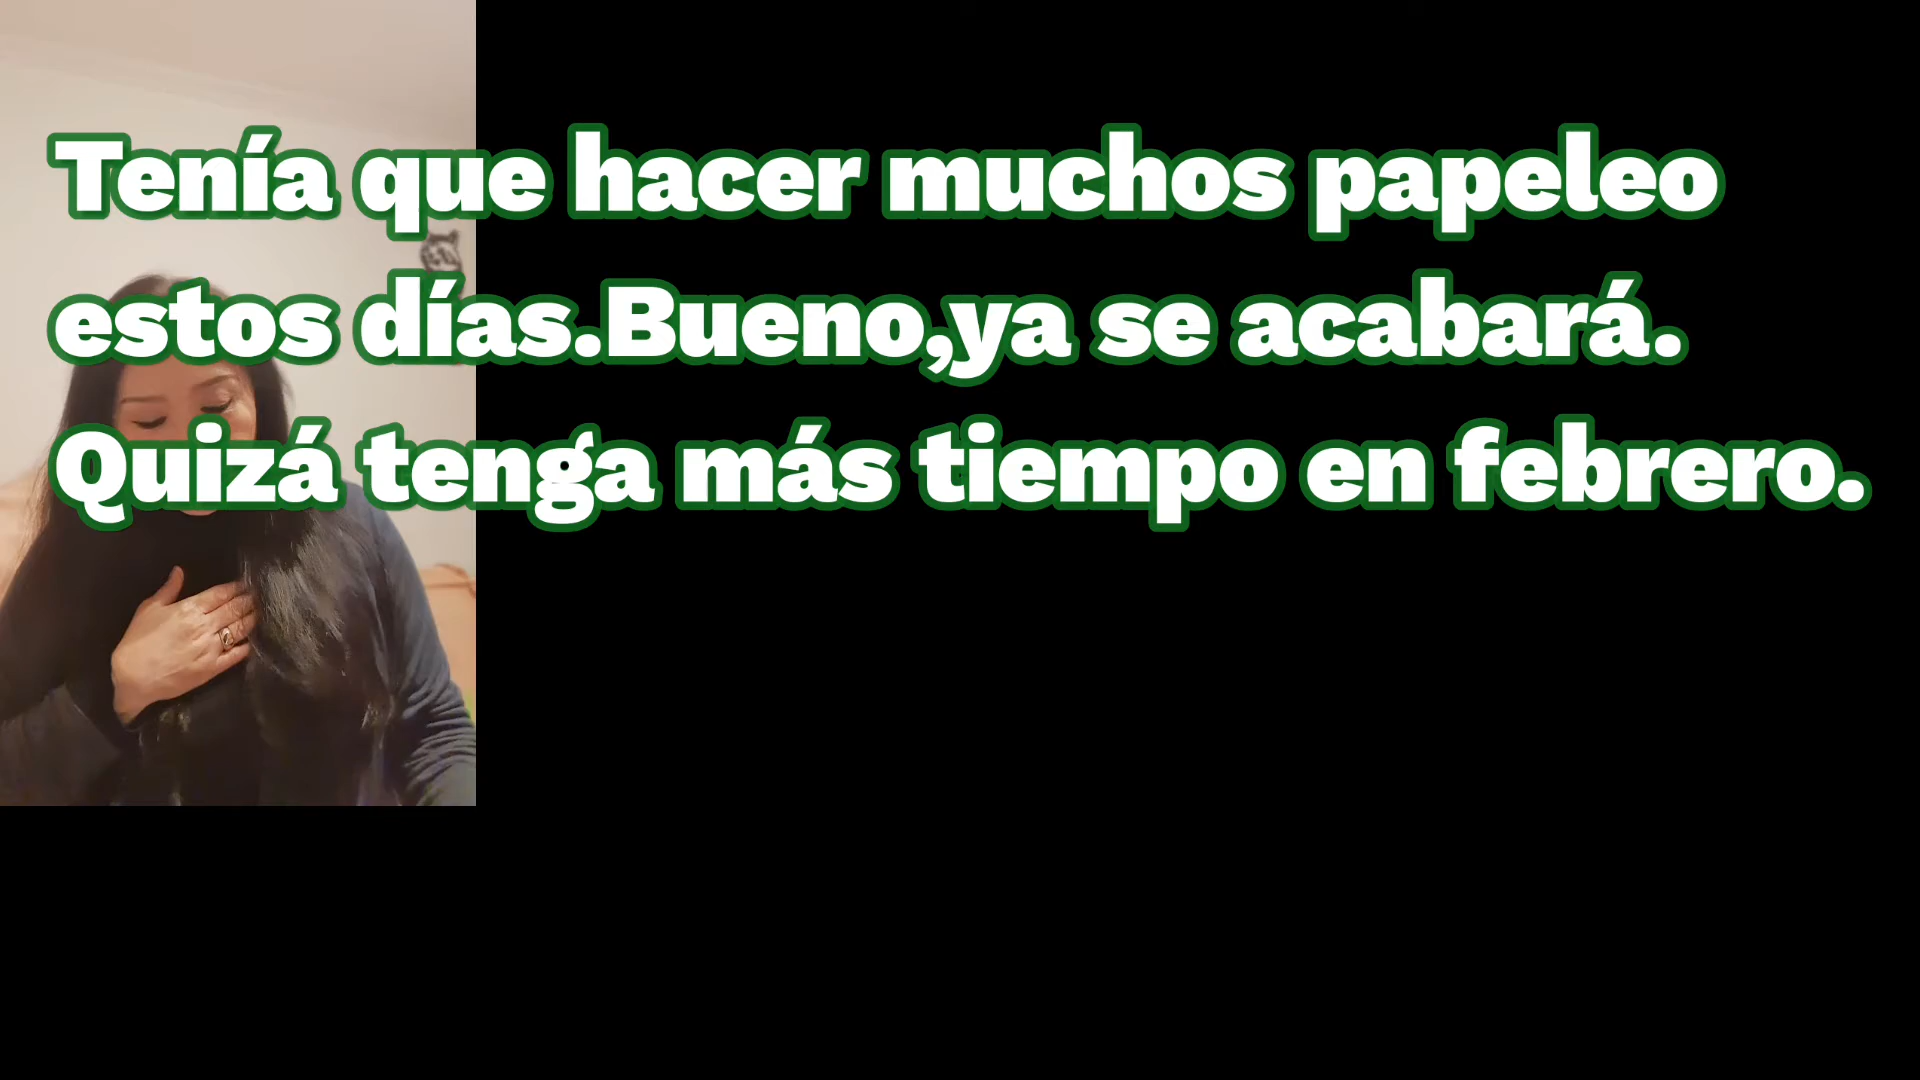 Tenía que hacer muchos papeleo
estos días.Bueno,ya se acabará.
Quizá tenga más tiempo en febrero.